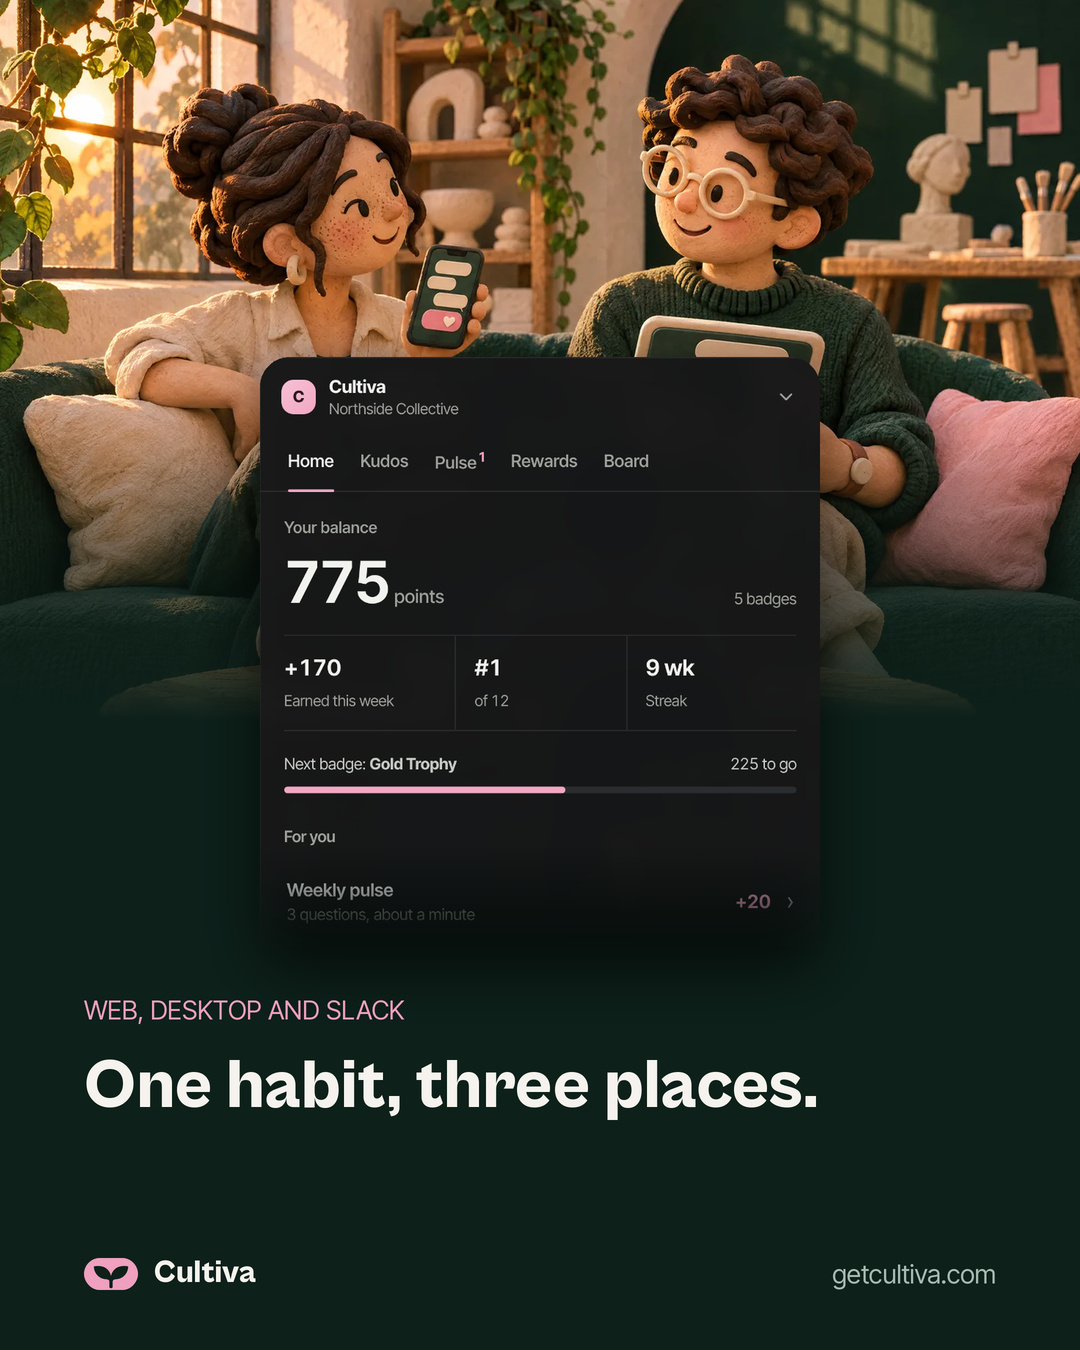 C
Cultiva
Northside Collective
Home Kudos Pulse 1 Rewards Board
Your balance
775 points
5 badges
+170 #1 9 wk
Earned this week of 12 Streak
Next badge: Gold Trophy 225 to go
For you
Weekly pulse
3 questions, about a minute
+20 ›
WEB, DESKTOP AND SLACK
One habit, three places.
Cultiva
getcultiva.com